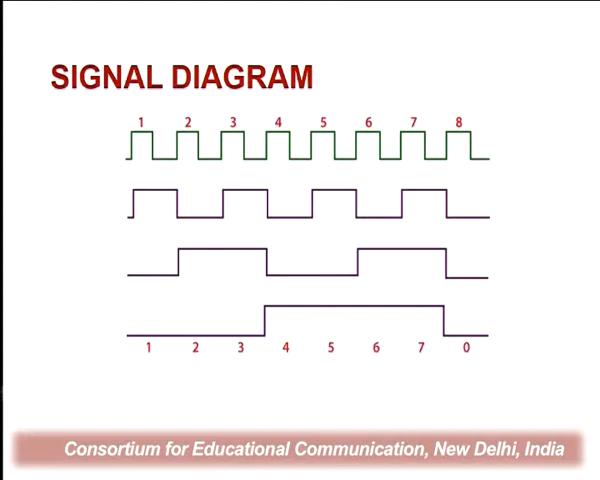 SIGNAL DIAGRAM
1 2 3 4 5 6 7 8
1 2 3 4 5 6 7 0
Consortium for Educational Communication, New Delhi, India